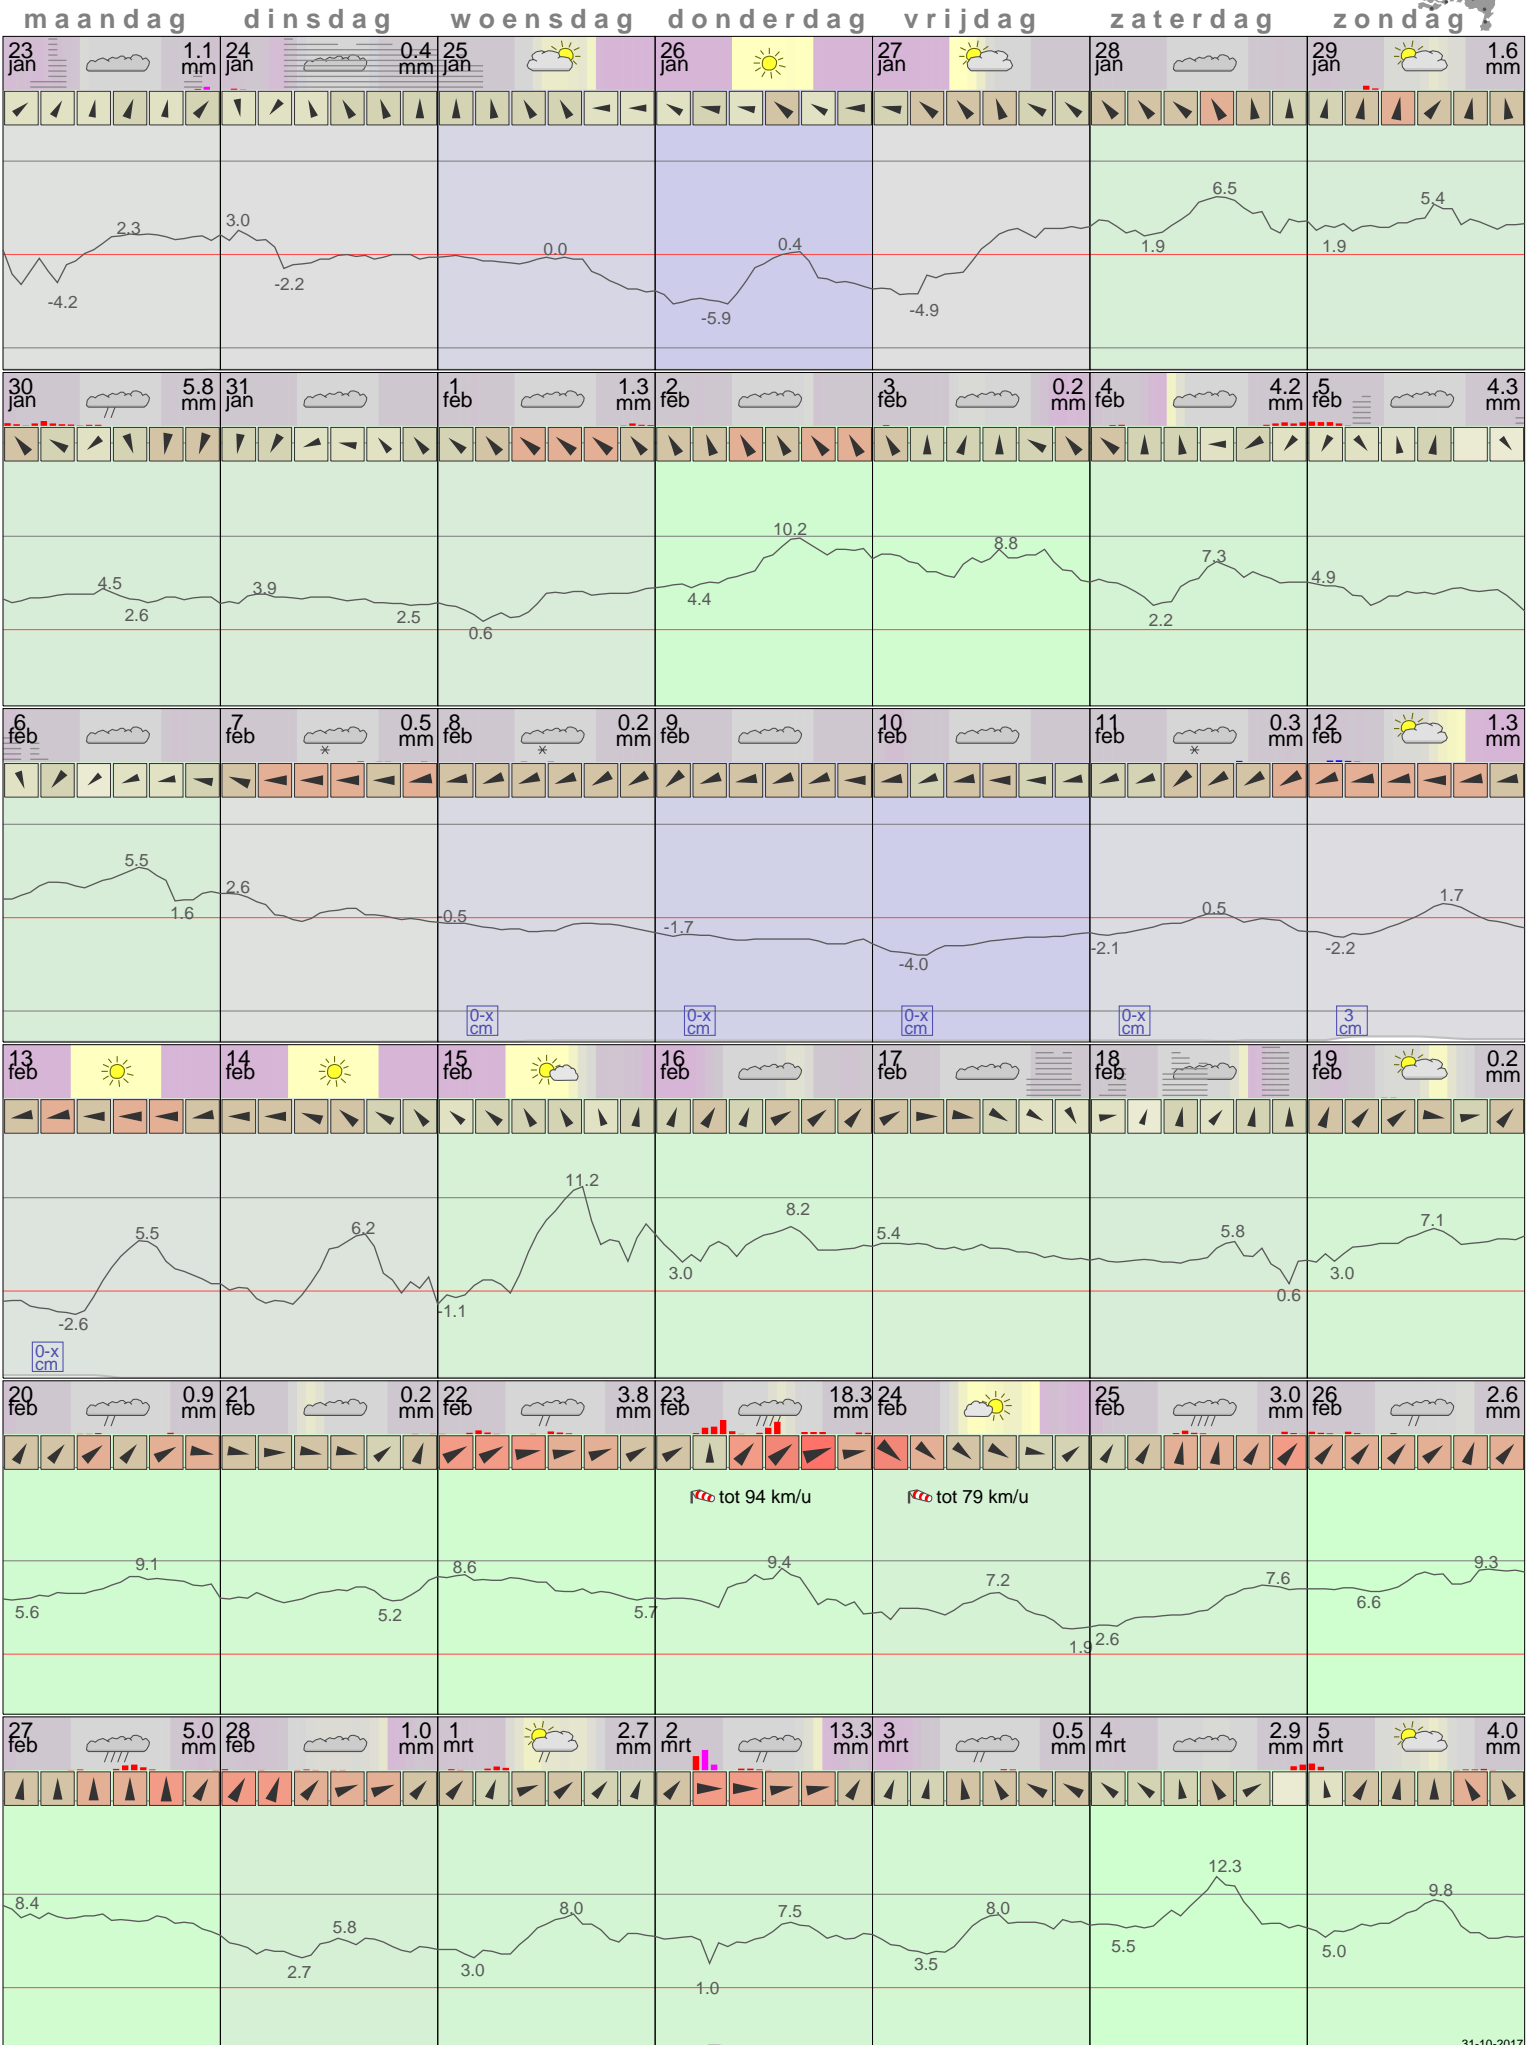 maandag dinsdag woensdag donderdag vrijdag zaterdag zondag
23 jan 1.1 mm 24 jan 0.4 mm 25 jan 26 jan 27 jan 28 jan 29 jan 1.6 mm
2.3 -4.2 3.0 -2.2 0.0 0.4 -5.9 -4.9 6.5 1.9 5.4 1.9
30 jan 5.8 mm 31 jan 1 feb 1.3 mm 2 feb 3 feb 0.2 mm 4 feb 4.2 mm 5 feb 4.3 mm
4.5 2.6 3.9 2.5 0.6 10.2 4.4 8.8 7.3 2.2 4.9
6 feb 7 feb 0.5 mm 8 feb 0.2 mm 9 feb 10 feb 11 feb 0.3 mm 12 feb 1.3 mm
5.5 1.6 2.6 -0.5 -1.7 -4.0 0.5 -2.1 1.7 -2.2
0-x cm 0-x cm 0-x cm 0-x cm 3 cm
13 feb 14 feb 15 feb 16 feb 17 feb 18 feb 19 feb 0.2 mm
5.5 -2.6 6.2 11.2 -1.1 8.2 3.0 5.4 5.8 0.6 7.1 3.0
0-x cm
20 feb 0.9 mm 21 feb 0.2 mm 22 feb 3.8 mm 23 feb 18.3 mm 24 feb 25 feb 3.0 mm 26 feb 2.6 mm
tot 94 km/u tot 79 km/u
9.1 5.6 5.2 8.6 5.7 9.4 7.2 1.9 2.6 7.6 6.6 9.3
27 feb 5.0 mm 28 feb 1.0 mm 1 mrt 2.7 mm 2 mrt 13.3 mm 3 mrt 0.5 mm 4 mrt 2.9 mm 5 mrt 4.0 mm
8.4 5.8 2.7 8.0 3.0 7.5 1.0 8.0 3.5 12.3 5.5 9.8 5.0
31-10-2017